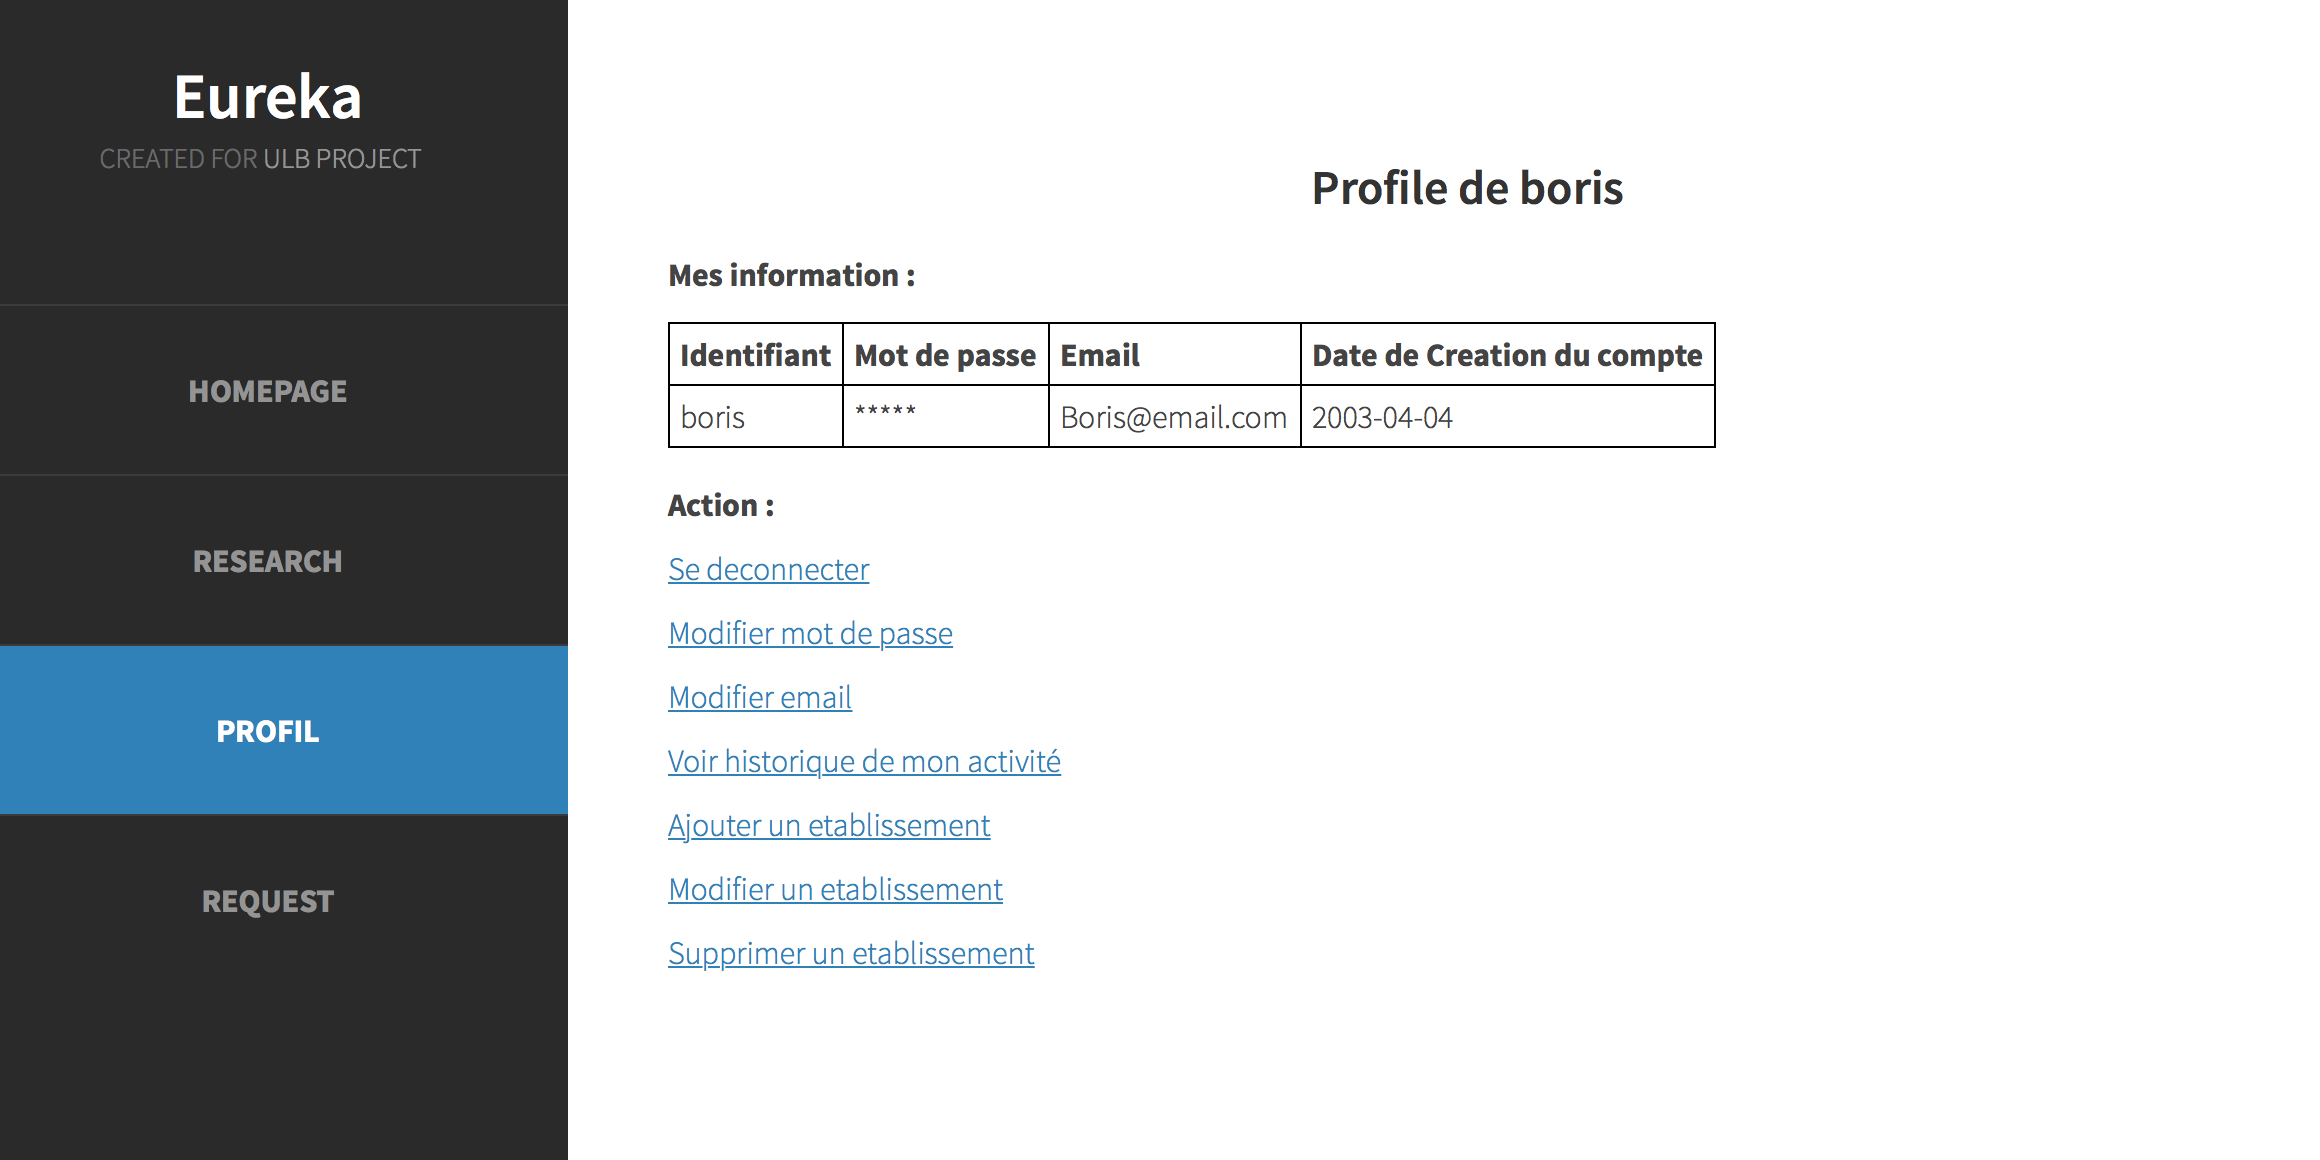 Eureka
CREATED FOR ULB PROJECT
HOMEPAGE
RESEARCH
PROFIL
REQUEST
Profile de boris
Mes information :
Identifiant Mot de passe Email Date de Creation du compte
boris ***** Boris@email.com 2003-04-04
Action :
Se deconnecter
Modifier mot de passe
Modifier email
Voir historique de mon activité
Ajouter un etablissement
Modifier un etablissement
Supprimer un etablissement